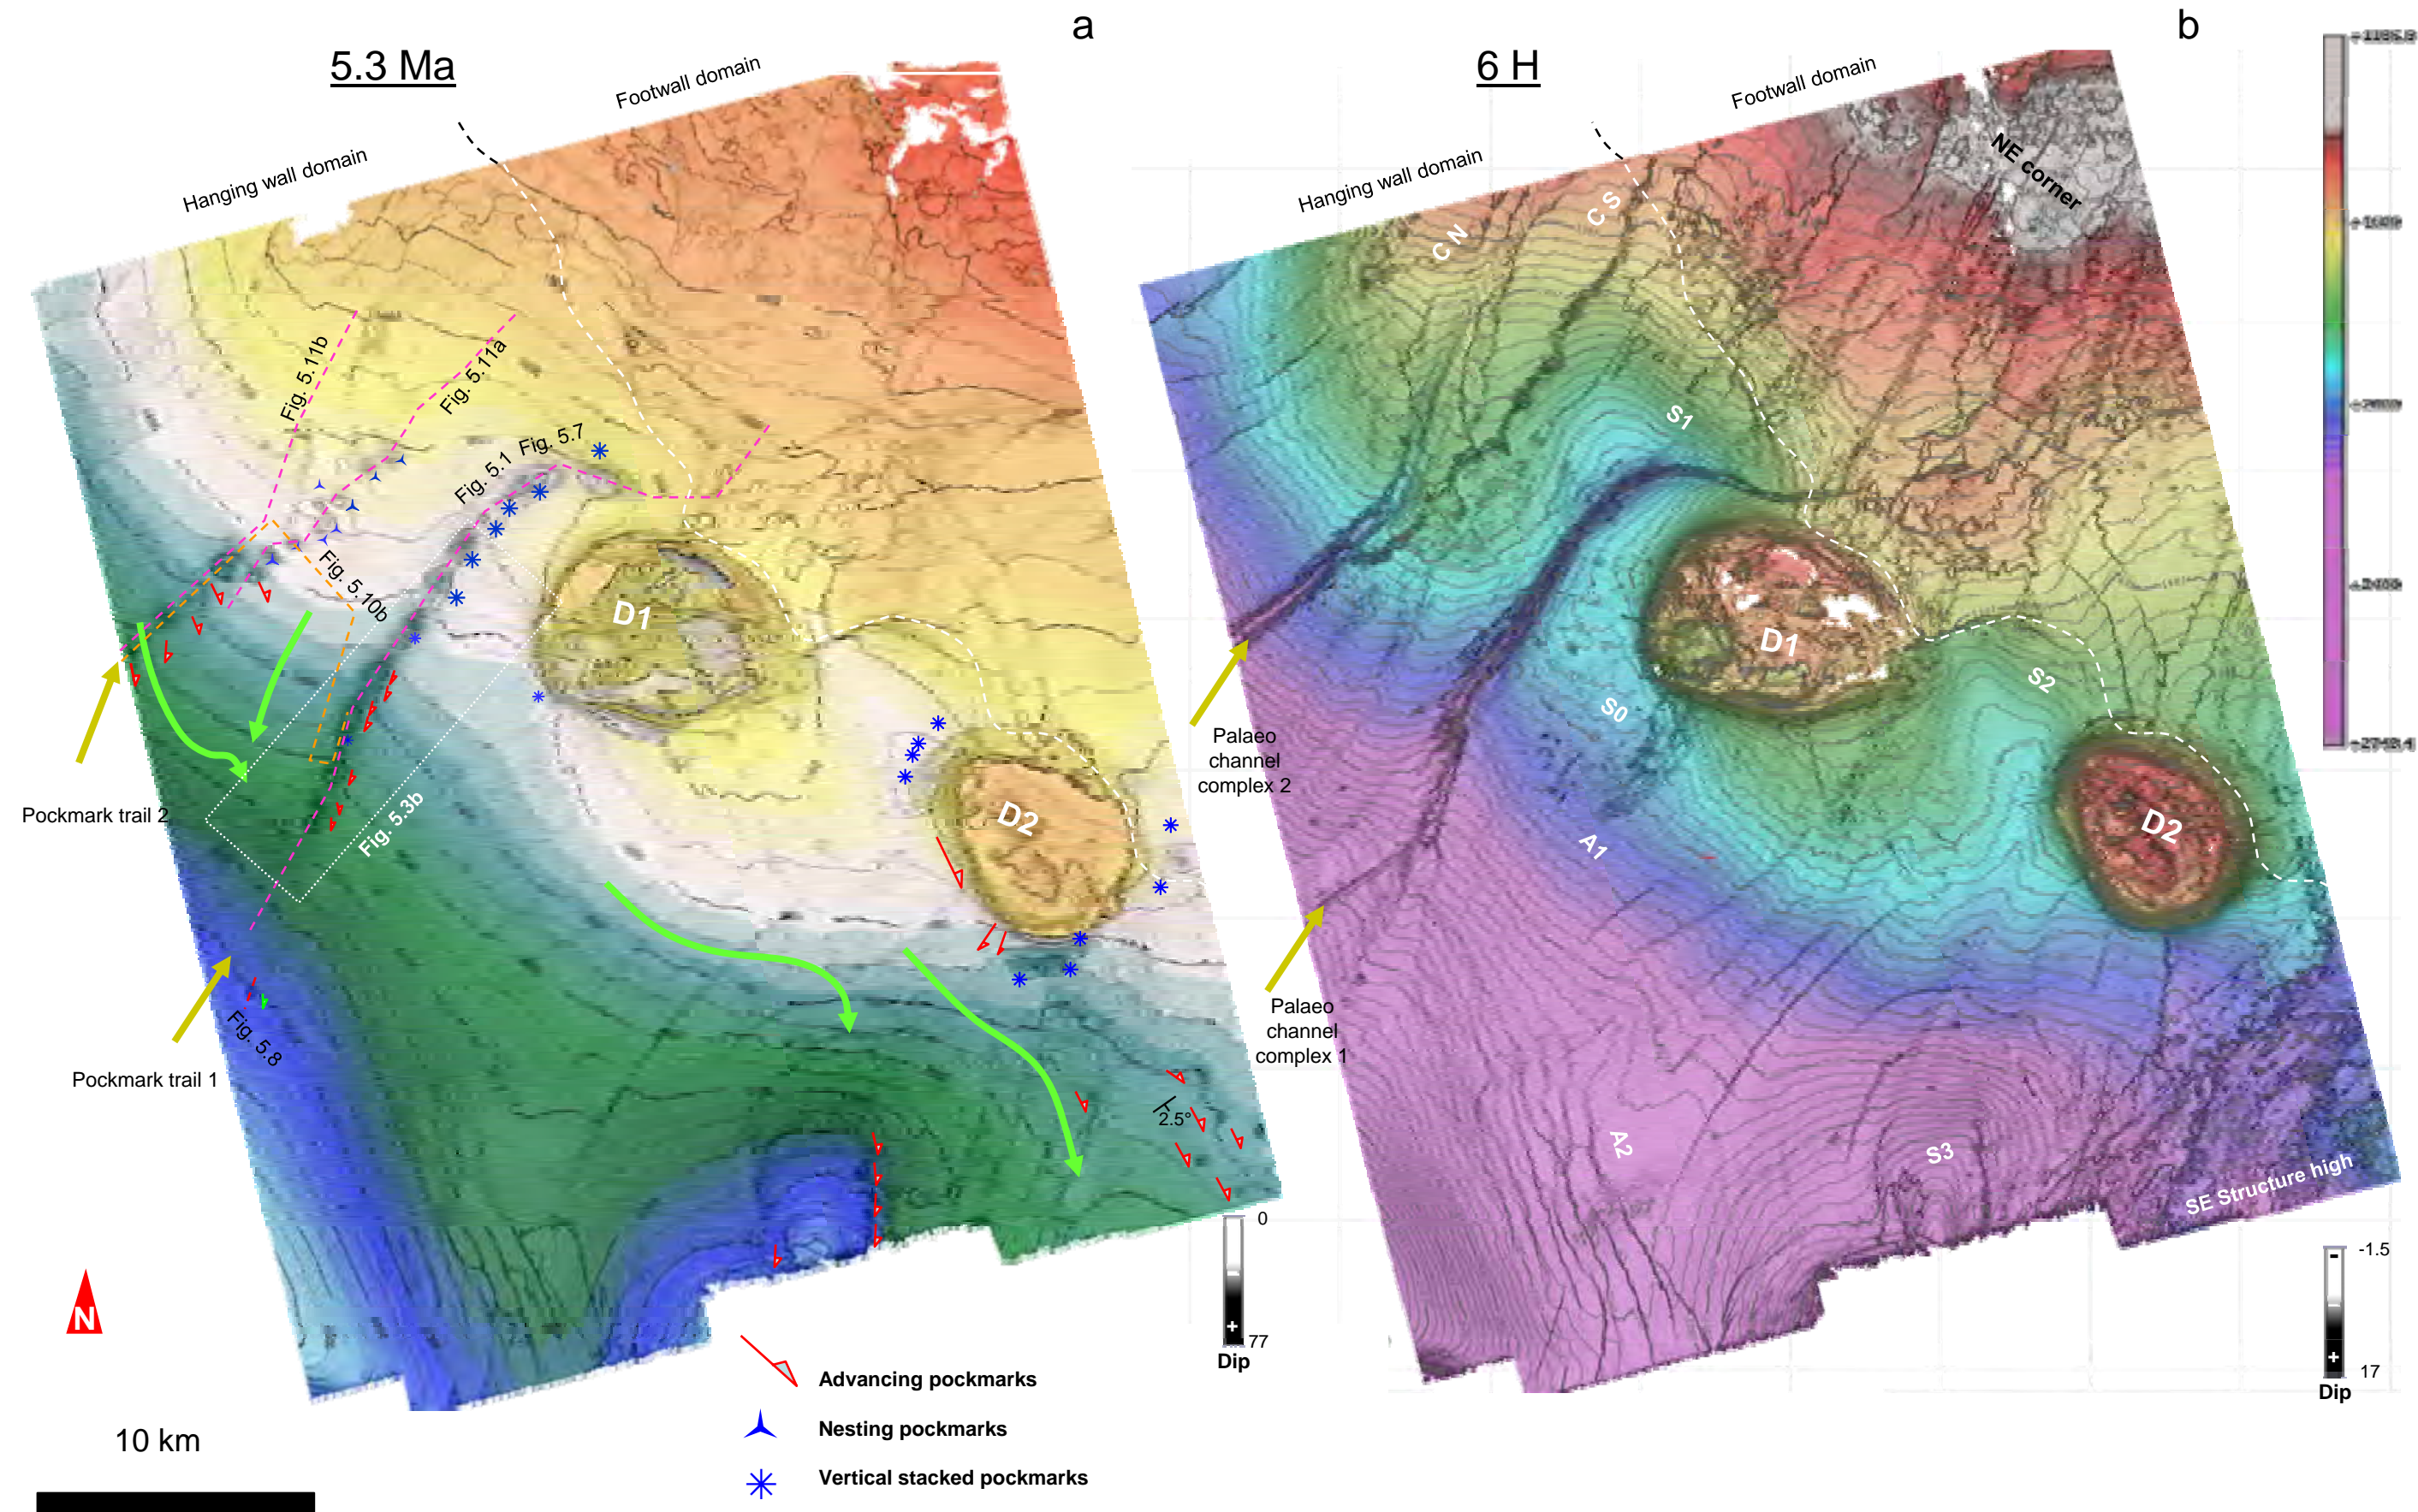 a
5.3 Ma
Footwall domain
Hanging wall domain
Fig. 5.11b
Fig. 5.11a
Fig. 5.7
Fig. 5.1
Fig. 5.10b
D1
D2
Fig. 5.3b
Pockmark trail 2
Fig. 5.8
Pockmark trail 1
2.5°
0
+
77
Dip
N
Advancing pockmarks
Nesting pockmarks
Vertical stacked pockmarks
10 km
b
6 H
Footwall domain
Hanging wall domain
NE corner
C N
C S
S1
D1
S2
S0
D2
A1
Palaeo
channel
complex 2
Palaeo
channel
complex 1
A2
S3
SE Structure high
-1.5
-
+
17
Dip